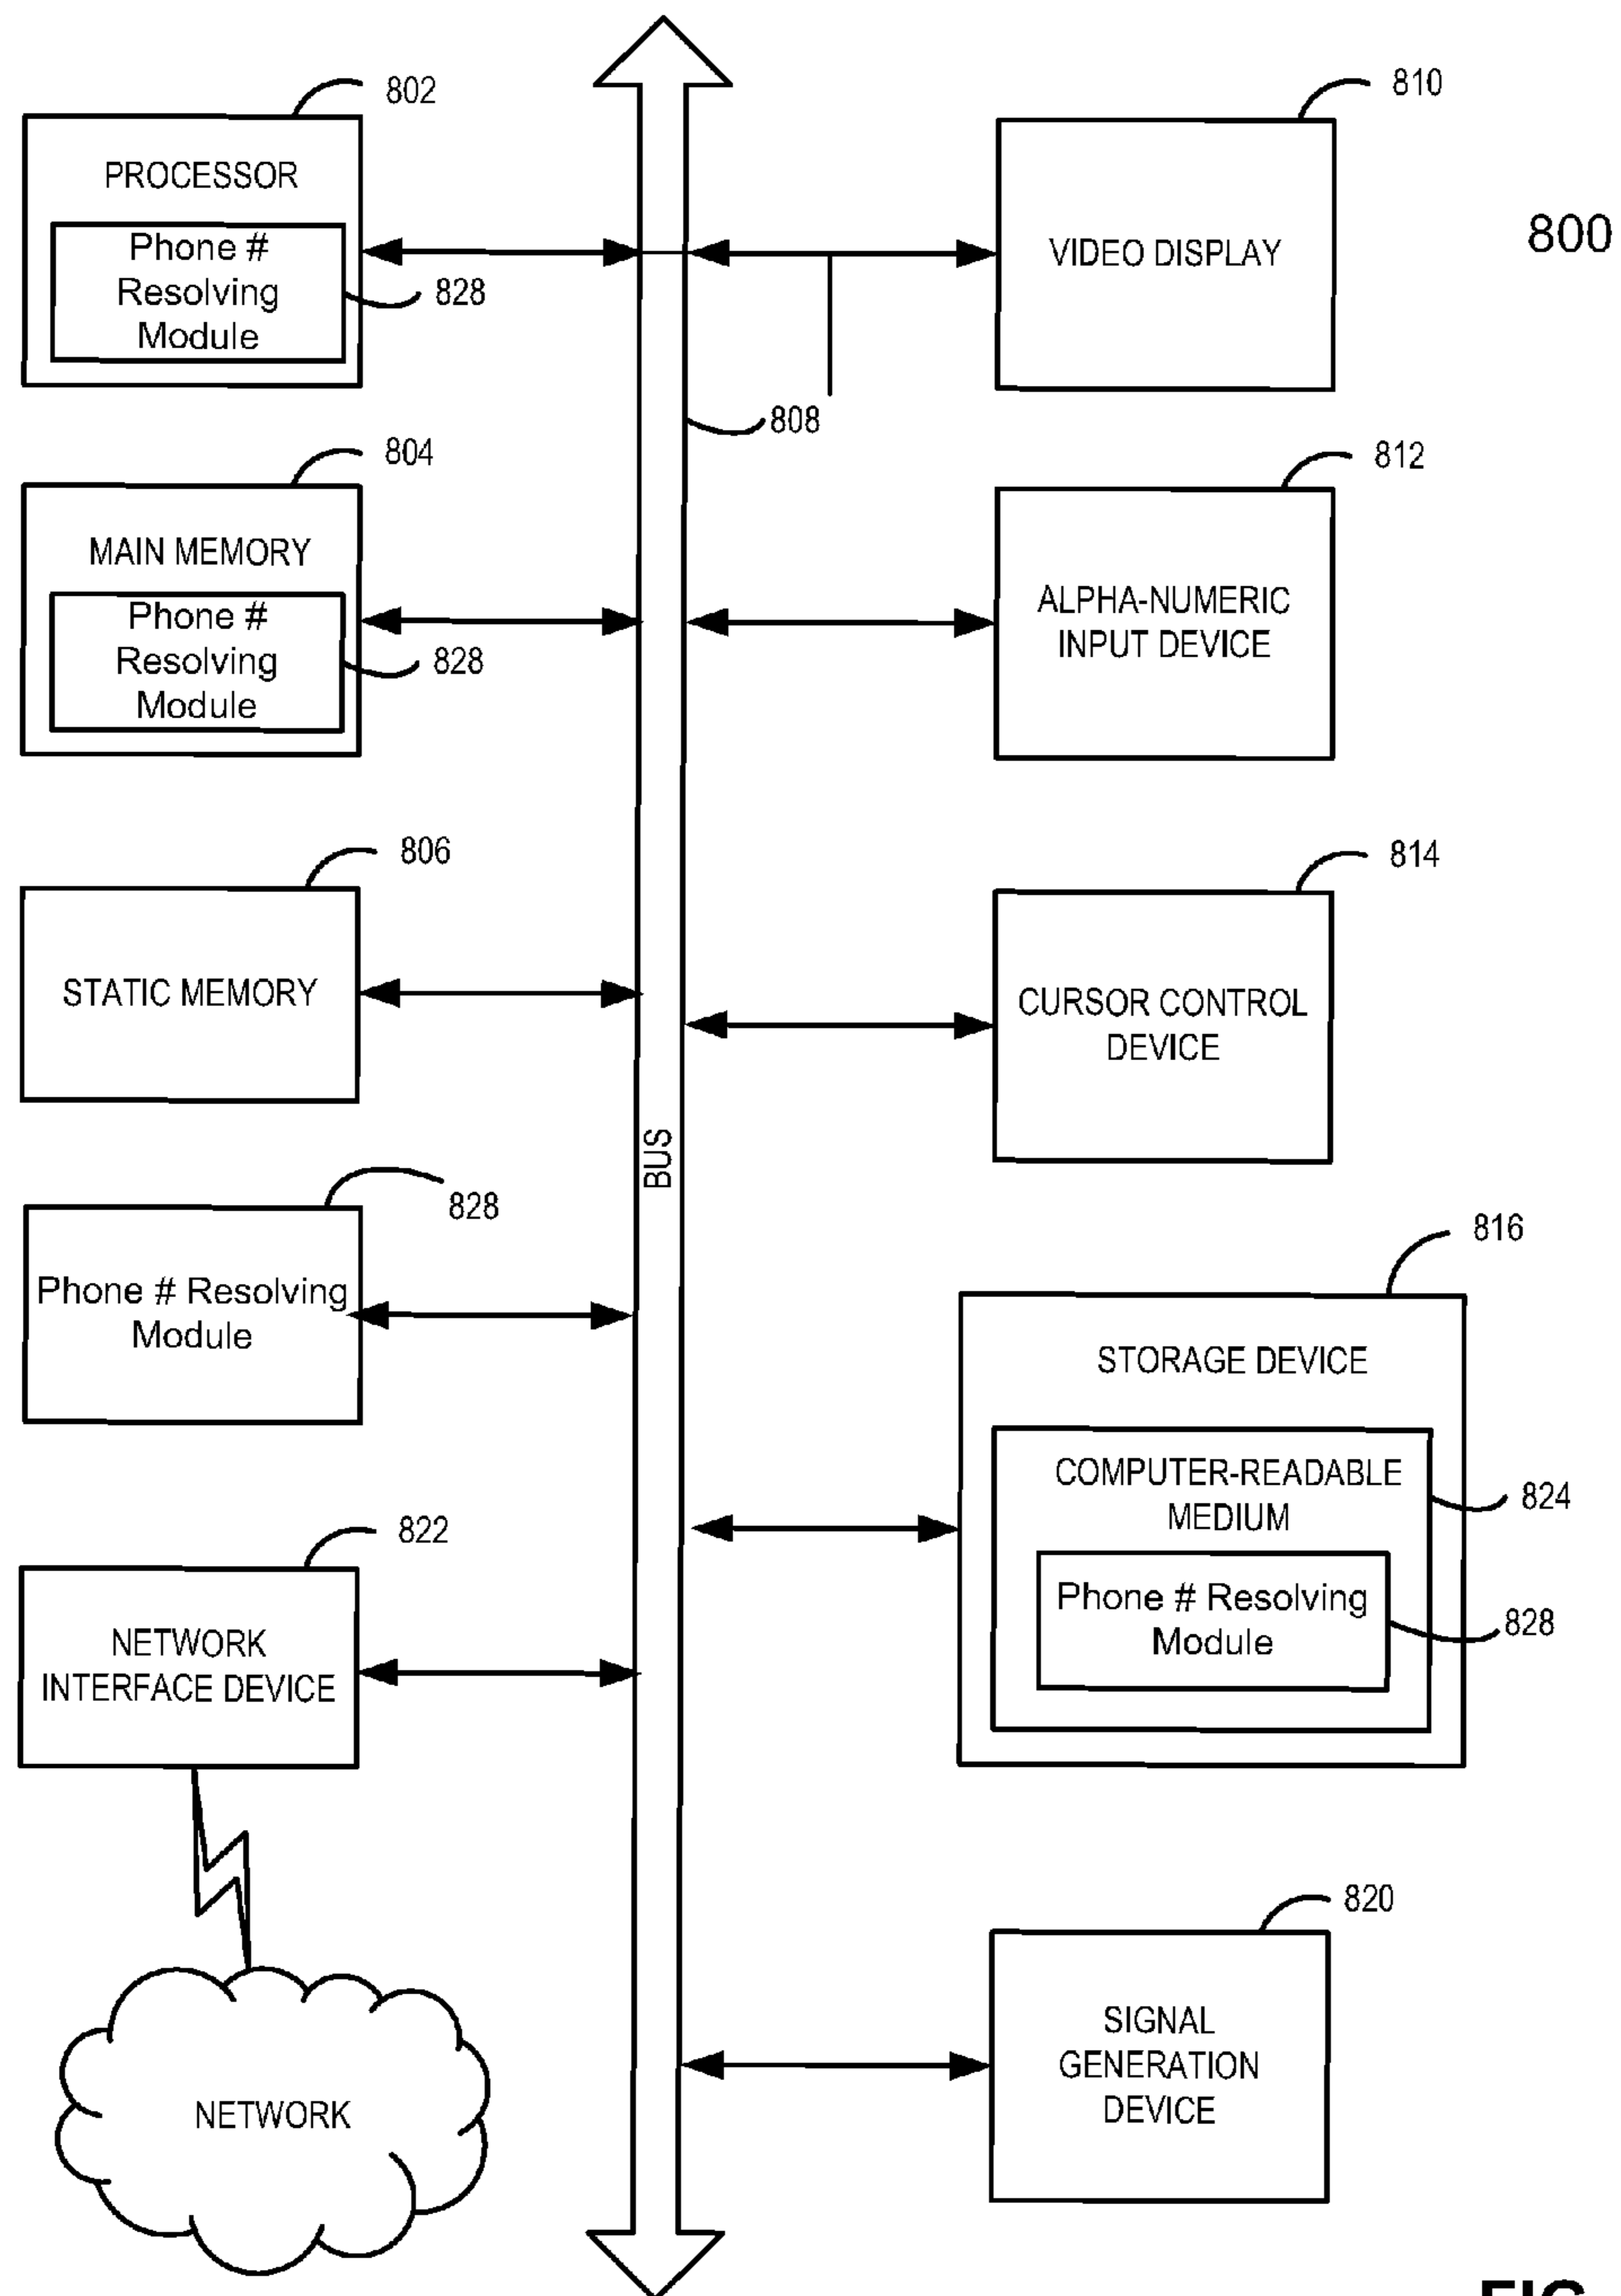 802
PROCESSOR
Phone #
Resolving
Module
828
810
VIDEO DISPLAY
800
808
804
MAIN MEMORY
Phone #
Resolving
Module
828
812
ALPHA-NUMERIC
INPUT DEVICE
806
STATIC MEMORY
814
CURSOR CONTROL
DEVICE
BUS
828
Phone # Resolving
Module
816
STORAGE DEVICE
COMPUTER-READABLE
MEDIUM
824
Phone # Resolving
Module
828
822
NETWORK
INTERFACE DEVICE
NETWORK
820
SIGNAL
GENERATION
DEVICE